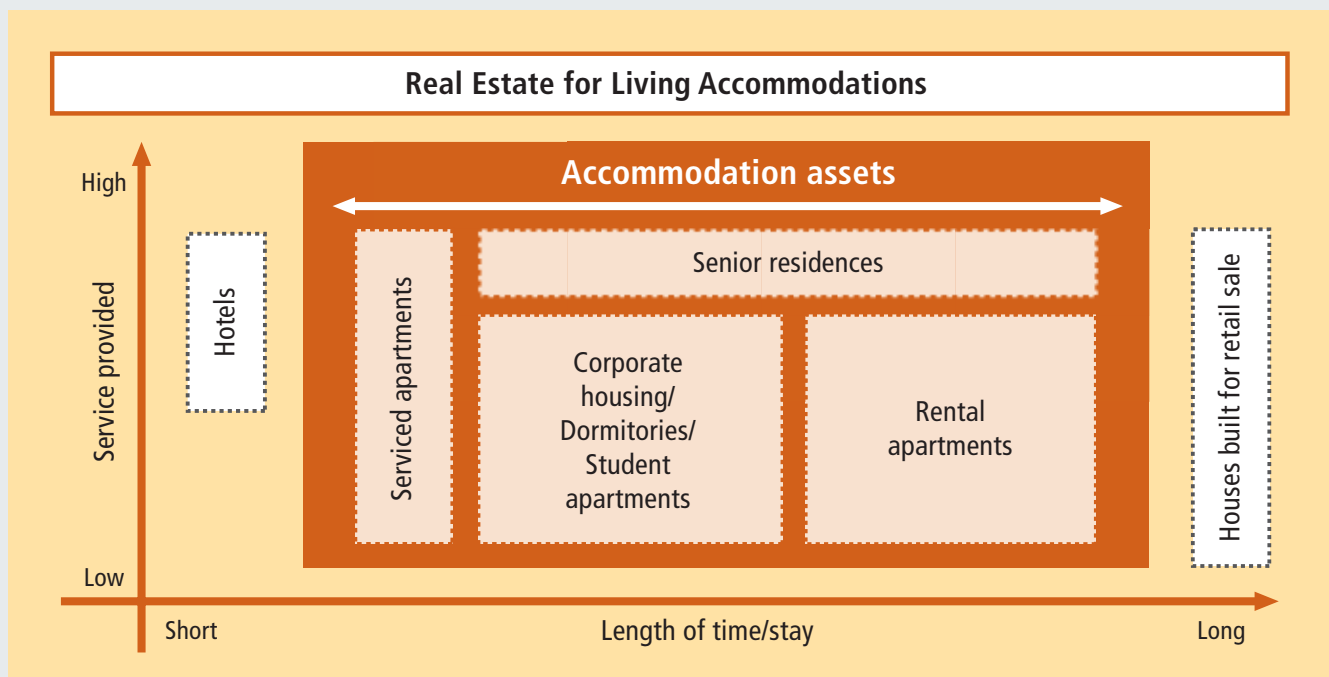 Real Estate for Living Accommodations
High
Service provided
Low
Hotels
Accommodation assets
Serviced apartments
Senior residences
Corporate
housing/
Dormitories/
Student
apartments
Rental
apartments
Houses built for retail sale
Short
Length of time/stay
Long